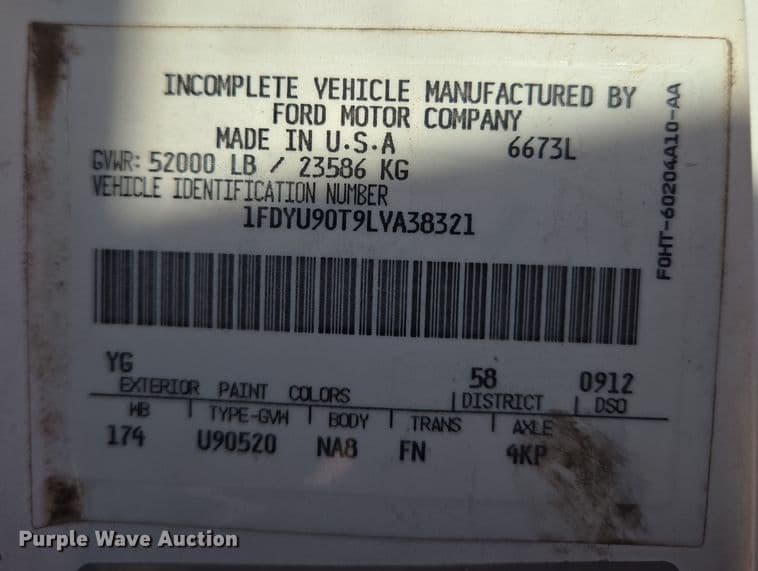 INCOMPLETE VEHICLE MANUFACTURED BY
FORD MOTOR COMPANY
MADE IN U.S.A 6673L
GVWR: 52000 LB / 23586 KG
VEHICLE IDENTIFICATION NUMBER
1FDYU90T9LVA38321
F0HT-60204A10-AA
YG 58 0912
EXTERIOR PAINT COLORS DISTRICT DSO
WB TYPE-GVW BODY TRANS AXLE
174 U90520 NA8 FN 4KP
Purple Wave Auction